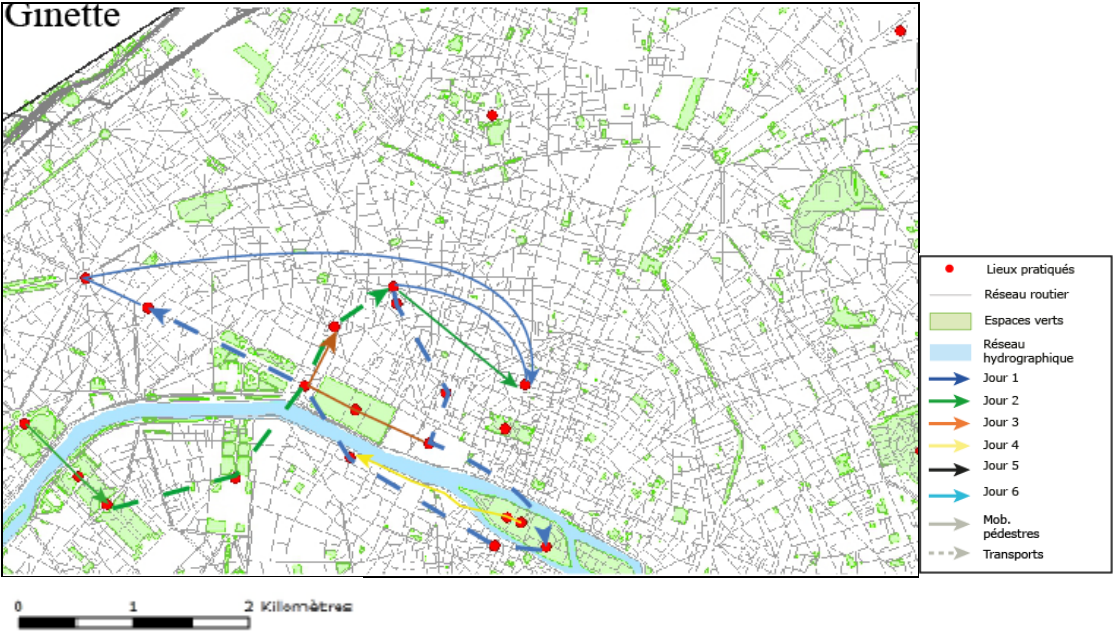 Ginette
Lieux pratiqués
Réseau routier
Espaces verts
Réseau
hydrographique
Jour 1
Jour 2
Jour 3
Jour 4
Jour 5
Jour 6
Mob.
pédestres
Transports
0 1 2 Kilomètres